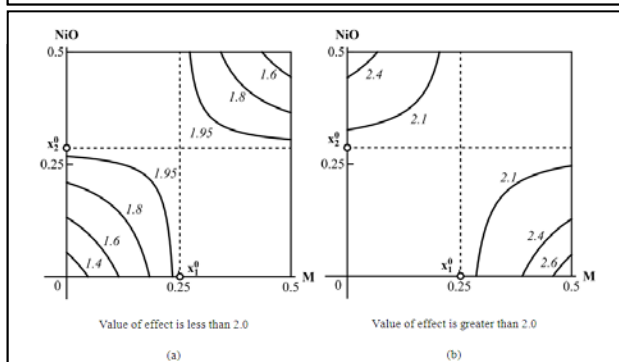 NiO
0.5
1.6
1.8
1.95
x₂⁰
0.25
1.95
1.8
1.6
1.4
x₁⁰
M
0
0.25
0.5
Value of effect is less than 2.0
(a)
NiO
0.5
2.4
2.1
x₂⁰
0.25
2.1
2.4
2.6
x₁⁰
M
0
0.25
0.5
Value of effect is greater than 2.0
(b)